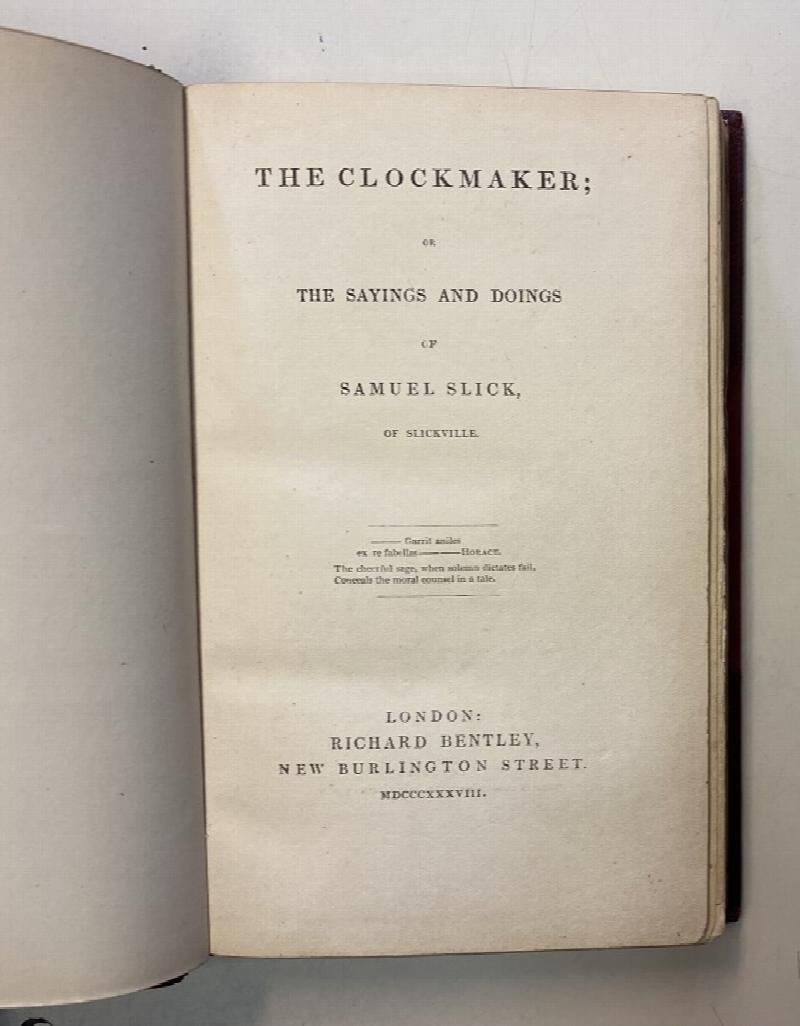 THE CLOCKMAKER;
OR
THE SAYINGS AND DOINGS
OF
SAMUEL SLICK,
OF SLICKVILLE.
—— Garrit aniles
ex re fabellas——HORACE.
The cheerful sage, when solemn dictates fail,
Conceals the moral counsel in a tale.
LONDON:
RICHARD BENTLEY,
NEW BURLINGTON STREET.
MDCCCXXXVIII.